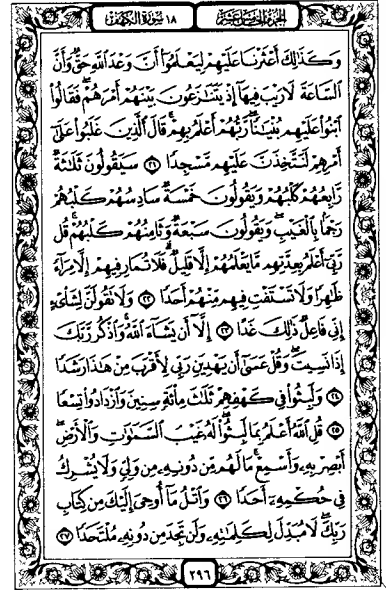 الجزء الخامس عشر ١٨ سورة الكهف
وَكَذَٰلِكَ أَعْثَرْنَا عَلَيْهِمْ لِيَعْلَمُوٓا۟ أَنَّ وَعْدَ ٱللَّهِ حَقٌّ وَأَنَّ
ٱلسَّاعَةَ لَا رَيْبَ فِيهَآ إِذْ يَتَنَٰزَعُونَ بَيْنَهُمْ أَمْرَهُمْ ۖ فَقَالُوا۟
ٱبْنُوا۟ عَلَيْهِم بُنْيَٰنًا ۖ رَّبُّهُمْ أَعْلَمُ بِهِمْ ۚ قَالَ ٱلَّذِينَ غَلَبُوا۟ عَلَىٰٓ
أَمْرِهِمْ لَنَتَّخِذَنَّ عَلَيْهِم مَّسْجِدًا ٢١ سَيَقُولُونَ ثَلَٰثَةٌ
رَّابِعُهُمْ كَلْبُهُمْ وَيَقُولُونَ خَمْسَةٌ سَادِسُهُمْ كَلْبُهُمْ
رَجْمًۢا بِٱلْغَيْبِ ۖ وَيَقُولُونَ سَبْعَةٌ وَثَامِنُهُمْ كَلْبُهُمْ ۚ قُل
رَّبِّىٓ أَعْلَمُ بِعِدَّتِهِم مَّا يَعْلَمُهُمْ إِلَّا قَلِيلٌ ۗ فَلَا تُمَارِ فِيهِمْ إِلَّا مِرَآءً
ظَٰهِرًا وَلَا تَسْتَفْتِ فِيهِم مِّنْهُمْ أَحَدًا ٢٢ وَلَا تَقُولَنَّ لِشَا۟ىْءٍ
إِنِّى فَاعِلٌ ذَٰلِكَ غَدًا ٢٣ إِلَّآ أَن يَشَآءَ ٱللَّهُ ۚ وَٱذْكُر رَّبَّكَ
إِذَا نَسِيتَ وَقُلْ عَسَىٰٓ أَن يَهْدِيَنِ رَبِّى لِأَقْرَبَ مِنْ هَٰذَا رَشَدًا
٢٤ وَلَبِثُوا۟ فِى كَهْفِهِمْ ثَلَٰثَ مِا۟ئَةٍ سِنِينَ وَٱزْدَادُوا۟ تِسْعًا
٢٥ قُلِ ٱللَّهُ أَعْلَمُ بِمَا لَبِثُوا۟ ۖ لَهُۥ غَيْبُ ٱلسَّمَٰوَٰتِ وَٱلْأَرْضِ ۖ
أَبْصِرْ بِهِۦ وَأَسْمِعْ ۚ مَا لَهُم مِّن دُونِهِۦ مِن وَلِىٍّ وَلَا يُشْرِكُ
فِى حُكْمِهِۦٓ أَحَدًا ٢٦ وَٱتْلُ مَآ أُوحِىَ إِلَيْكَ مِن كِتَابِ
رَبِّكَ ۖ لَا مُبَدِّلَ لِكَلِمَٰتِهِۦ وَلَن تَجِدَ مِن دُونِهِۦ مُلْتَحَدًا ٢٧
٢٩٦